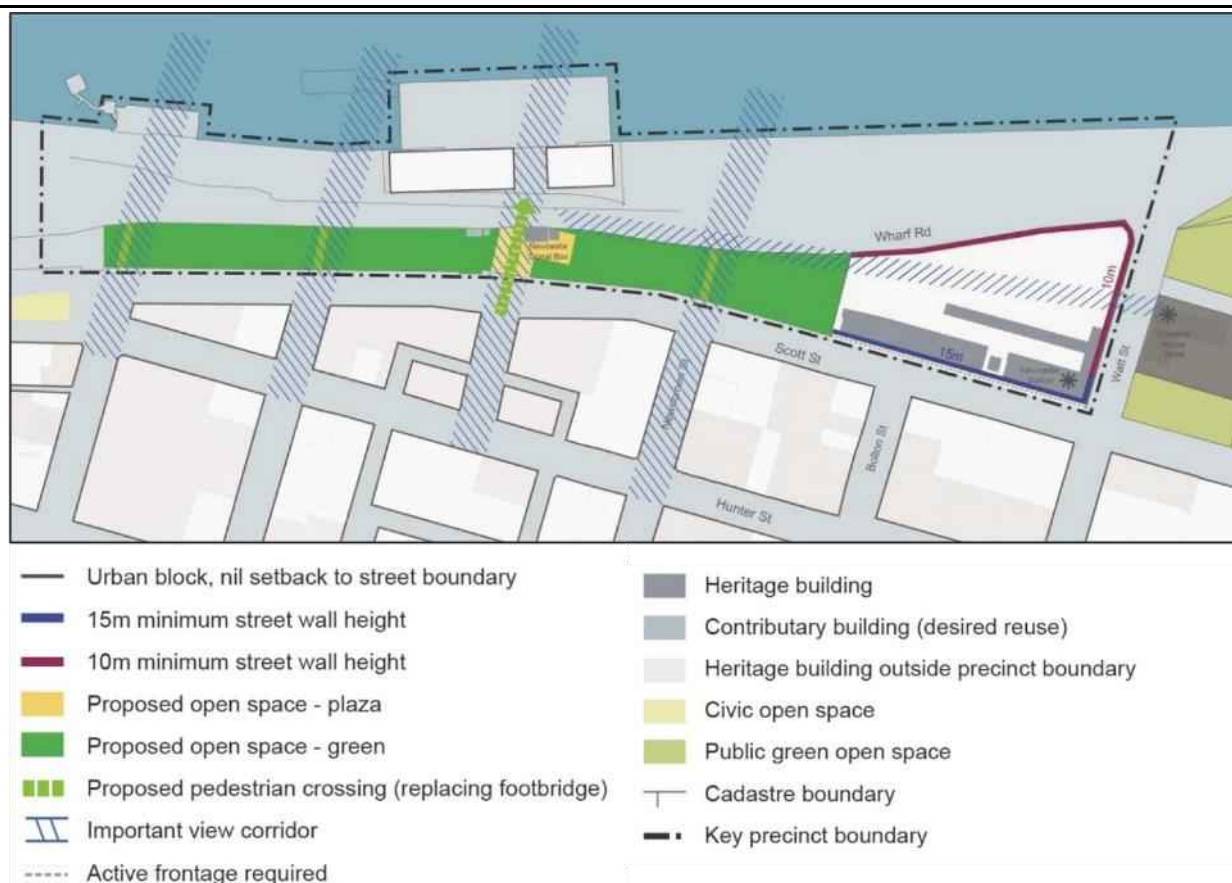 Wharf Rd
10m
Watt St
15m
Scott St
Newcomen St
Bolton St
Hunter St
Urban block, nil setback to street boundary
15m minimum street wall height
10m minimum street wall height
Proposed open space - plaza
Proposed open space - green
Proposed pedestrian crossing (replacing footbridge)
Important view corridor
Active frontage required
Heritage building
Contributary building (desired reuse)
Heritage building outside precinct boundary
Civic open space
Public green open space
Cadastre boundary
Key precinct boundary